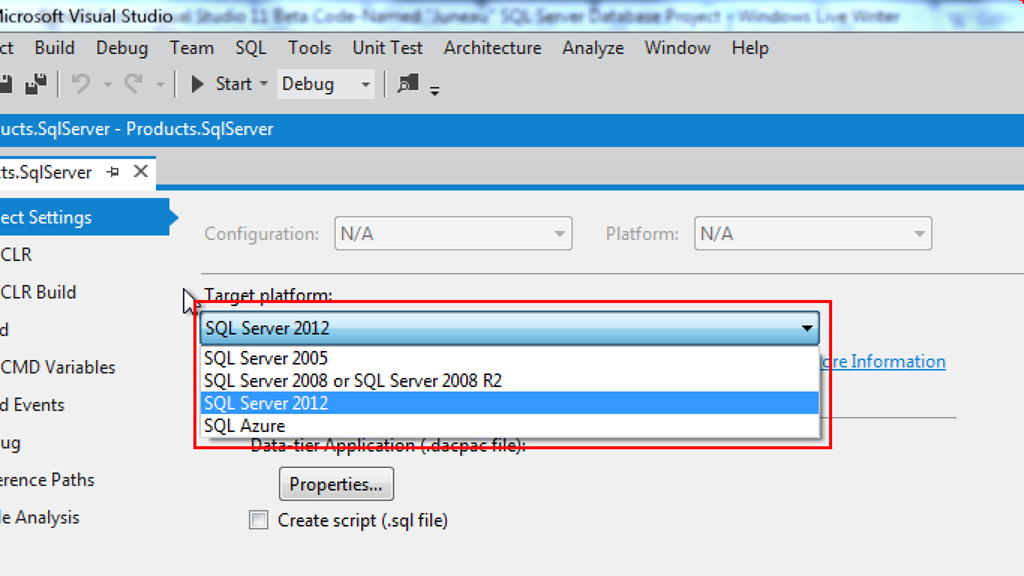 Microsoft Visual Studio
Visual Studio 11 Beta Code-Named "Juneau" SQL Server Database Project - Windows Live Writer
ct Build Debug Team SQL Tools Unit Test Architecture Analyze Window Help
Start Debug
ucts.SqlServer - Products.SqlServer
ts.SqlServer
ect Settings
Configuration: N/A Platform: N/A
CLR
CLR Build
Target platform:
SQL Server 2012
d
SQL Server 2005
ore Information
CMD Variables
SQL Server 2008 or SQL Server 2008 R2
SQL Server 2012
d Events
SQL Azure
ug
Data-tier Application (.dacpac file):
erence Paths
Properties...
e Analysis
Create script (.sql file)